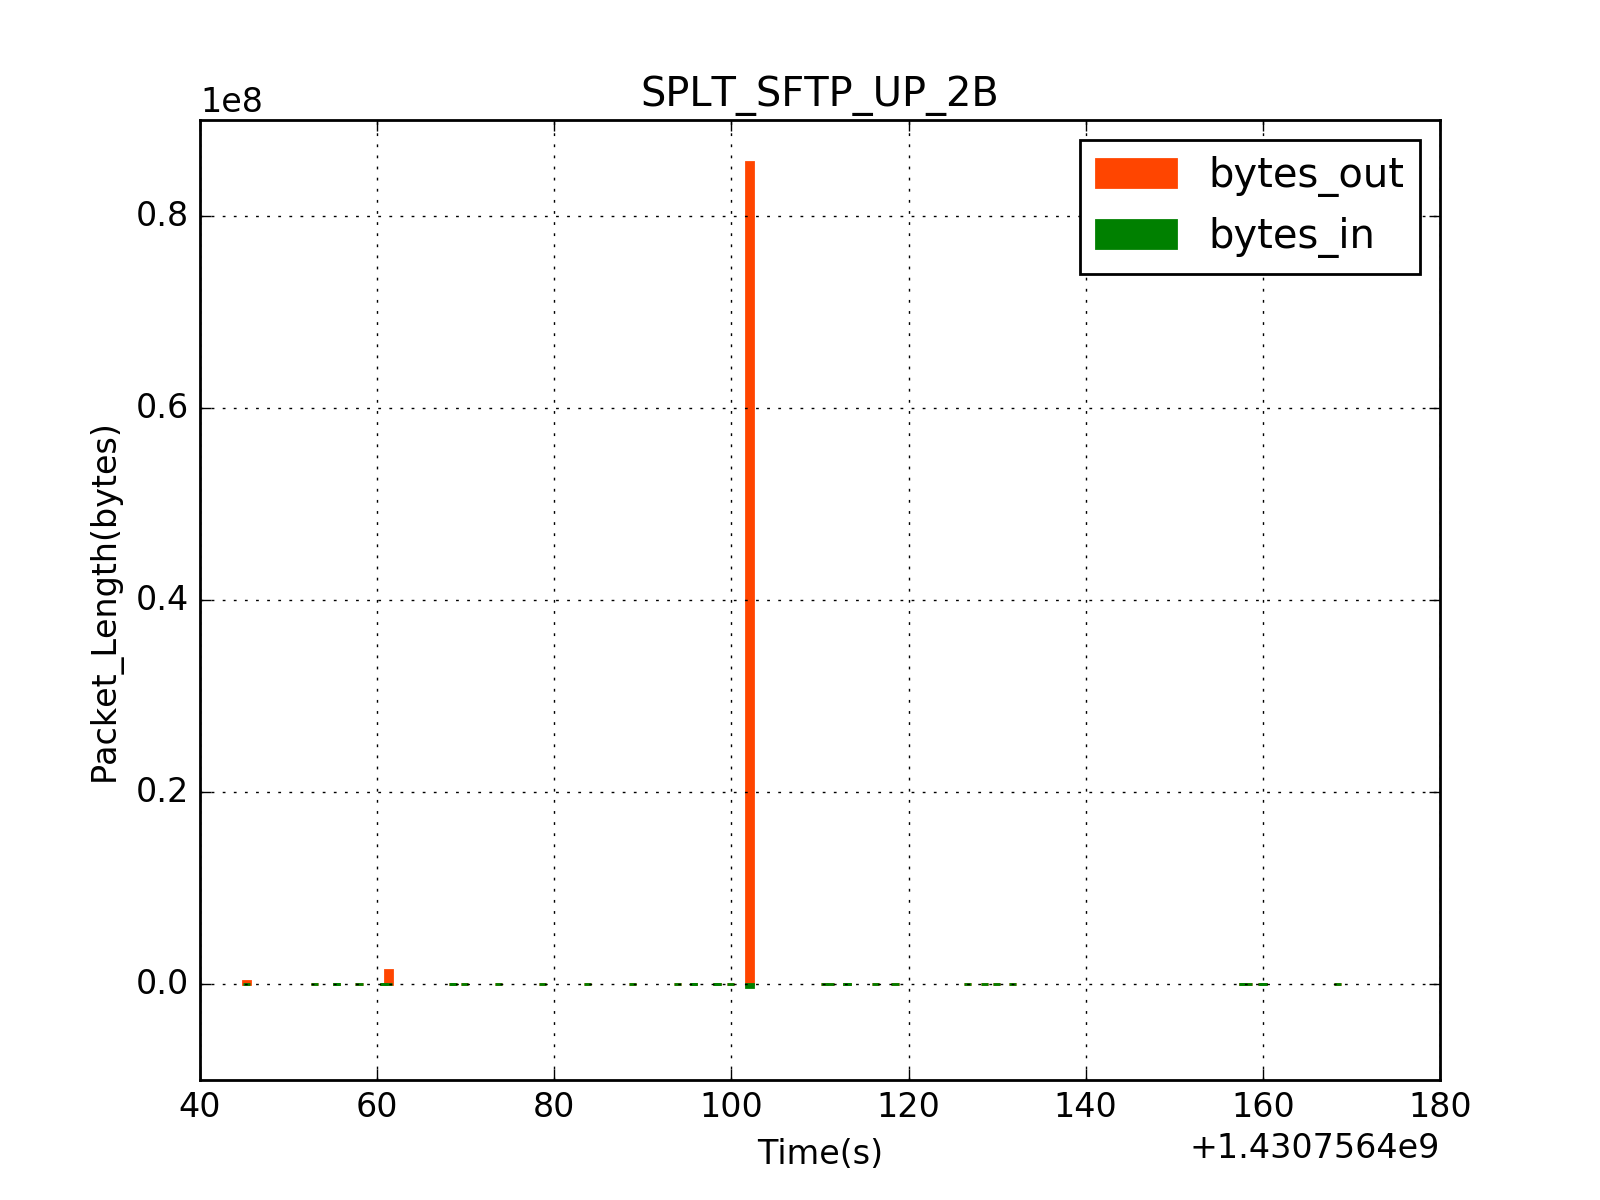 SPLT_SFTP_UP_2B
1e8
bytes_out
bytes_in
0.8
0.6
0.4
0.2
0.0
Packet_Length(bytes)
40 60 80 100 120 140 160 180
Time(s)
+1.4307564e9